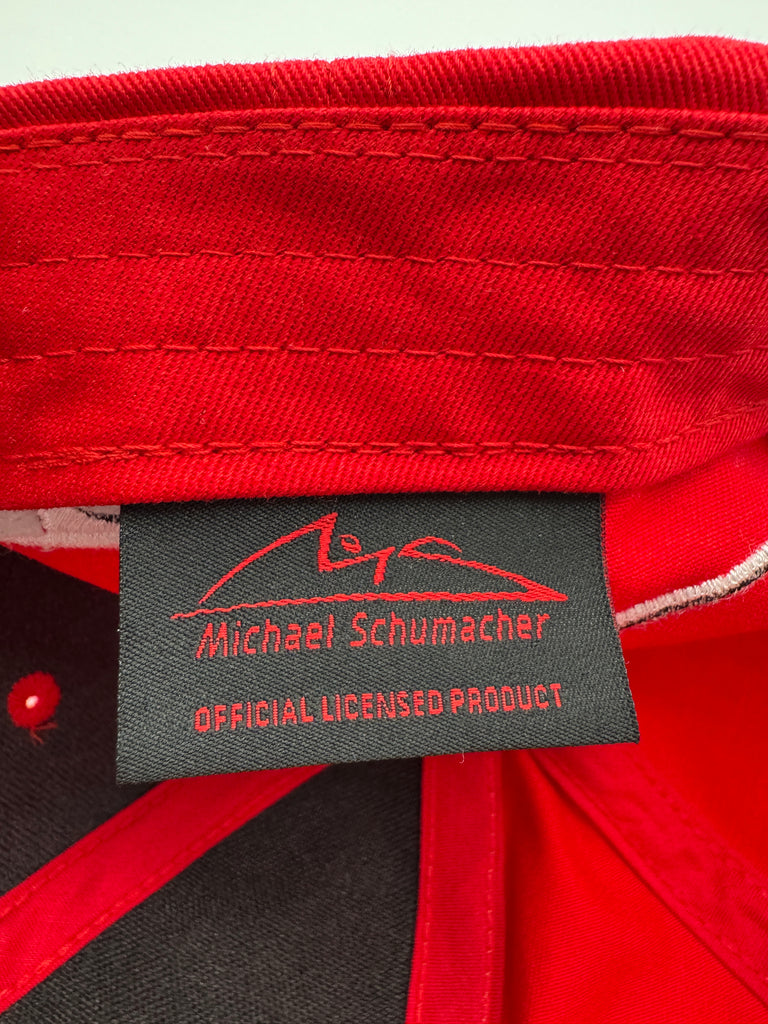 Michael Schumacher
OFFICIAL LICENSED PRODUCT